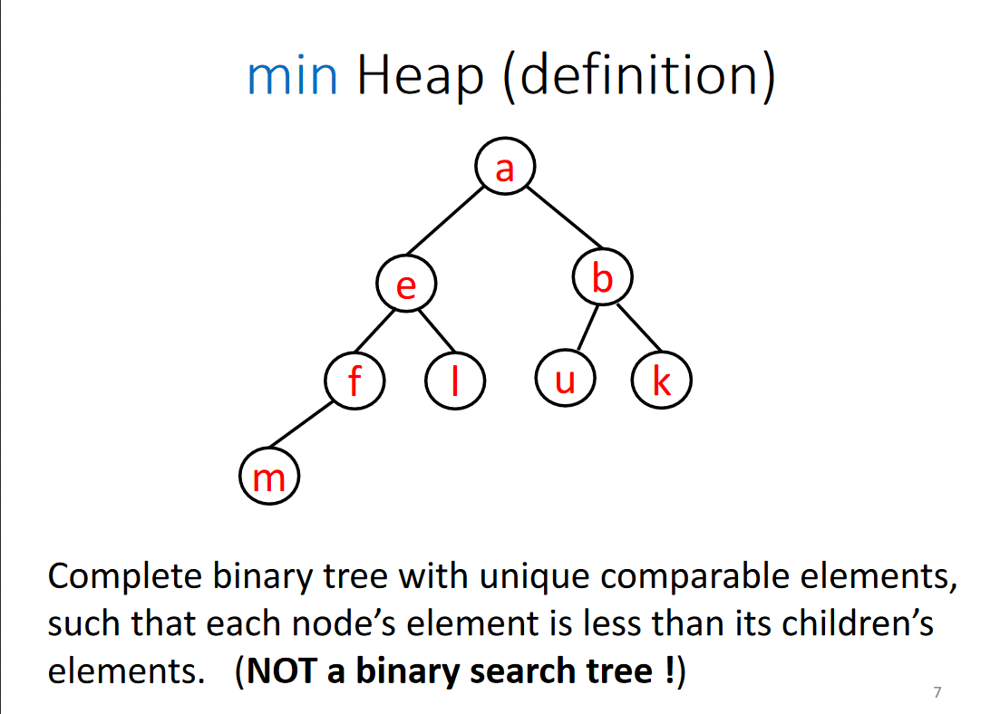 min Heap (definition)
a
e
b
f
l
u
k
m
Complete binary tree with unique comparable elements,
such that each node’s element is less than its children’s
elements. (NOT a binary search tree !)
7